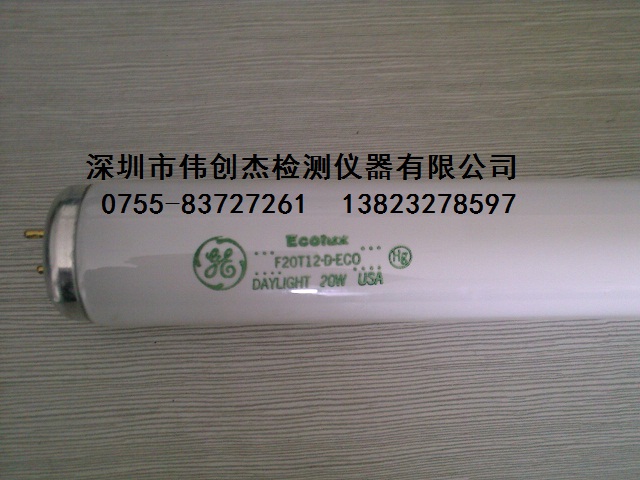 深圳市伟创杰检测仪器有限公司
0755-83727261 13823278597
GE
Ecolux
F20T12·D·ECO
DAYLIGHT 20W USA
Hg